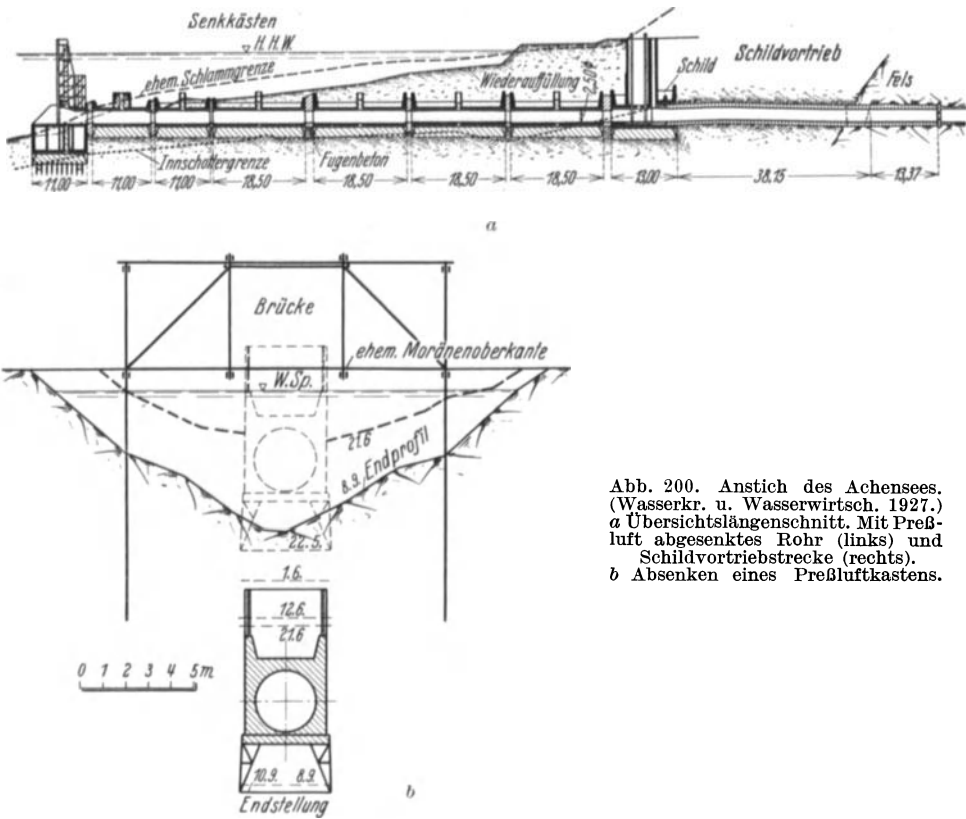 Senkkästen
H.H.W.
ehem. Schlammgrenze
Wiederauffüllung
2,70 ⌀
Schild
Schildvortrieb
Fels
Innschottergrenze
Fugenbeton
11,00 11,00 11,00 18,50 18,50 18,50 18,50 13,00 38.15 13,37
a
Brücke
ehem. Moränenoberkante
W.Sp.
21.6
8.9. Endprofil
22.5.
1.6.
12.6.
21.6
0 1 2 3 4 5m
10.9. 8.9.
Endstellung
b
Abb. 200. Anstich des Achensees.
(Wasserkr. u. Wasserwirtsch. 1927.)
a Übersichtslängenschnitt. Mit Preß-
luft abgesenktes Rohr (links) und
Schildvortriebstrecke (rechts).
b Absenken eines Preßluftkastens.